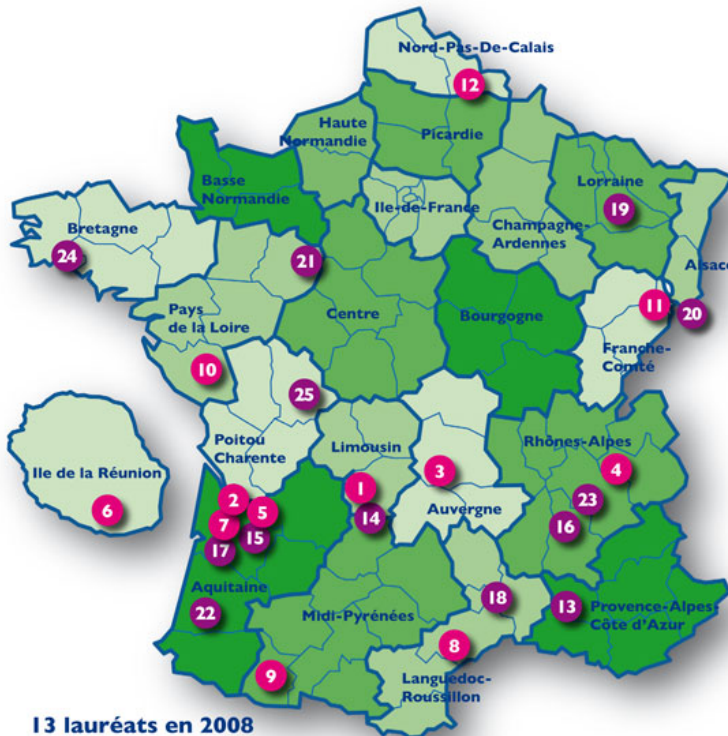 Nord-Pas-De-Calais
12
Haute
Normandie
Picardie
Basse
Normandie
Lorraine
19
Ile-de-France
Bretagne
24
21
Champagne-
Ardennes
Alsace
11
20
Pays
de la Loire
Centre
Bourgogne
Franche-
Comté
10
25
Poitou
Charente
Limousin
Rhônes-Alpes
Ile de la Réunion
6
3
4
1
Auvergne
2
5
23
7
14
16
17
15
Aquitaine
22
Midi-Pyrénées
18
13
Provence-Alpes-
Côte d'Azur
8
9
Languedoc-
Roussillon
13 lauréats en 2008